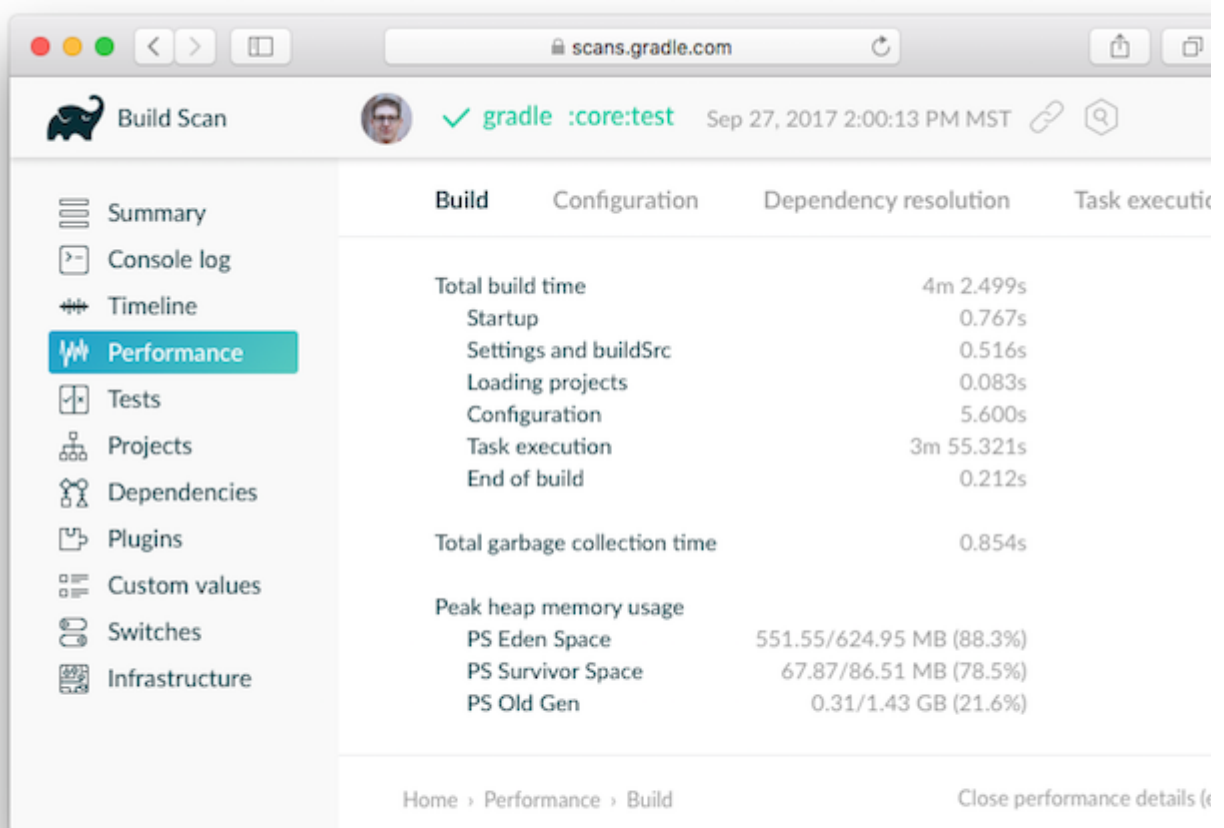 scans.gradle.com
Build Scan
gradle :core:test Sep 27, 2017 2:00:13 PM MST
Summary
Console log
Timeline
Performance
Tests
Projects
Dependencies
Plugins
Custom values
Switches
Infrastructure
Build Configuration Dependency resolution Task
Total build time 4m 2.499s
Startup 0.767s
Settings and buildSrc 0.516s
Loading projects 0.083s
Configuration 5.600s
Task execution 3m 55.321s
End of build 0.212s
Total garbage collection time 0.854s
Peak heap memory usage
PS Eden Space 551.55/624.95 MB (88.3%)
PS Survivor Space 67.87/86.51 MB (78.5%)
PS Old Gen 0.31/1.43 GB (21.6%)
Home › Performance › Build
Close performance details